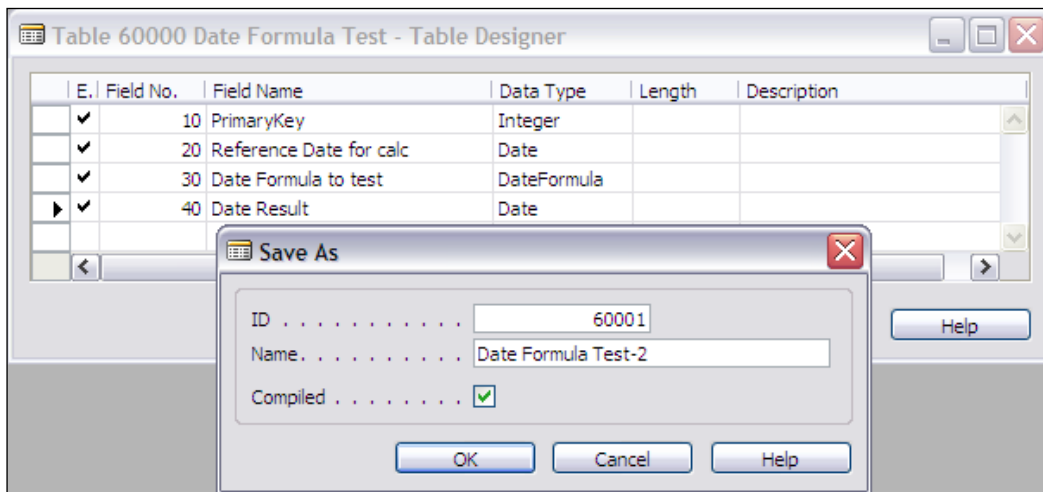 Table 60000 Date Formula Test - Table Designer
E. Field No. Field Name Data Type Length Description
10 PrimaryKey Integer
20 Reference Date for calc Date
30 Date Formula to test DateFormula
40 Date Result Date
Save As
ID . . . . . . . . . . . 60001
Help
Name. . . . . . . . . . Date Formula Test-2
Compiled . . . . . . . .
OK Cancel Help